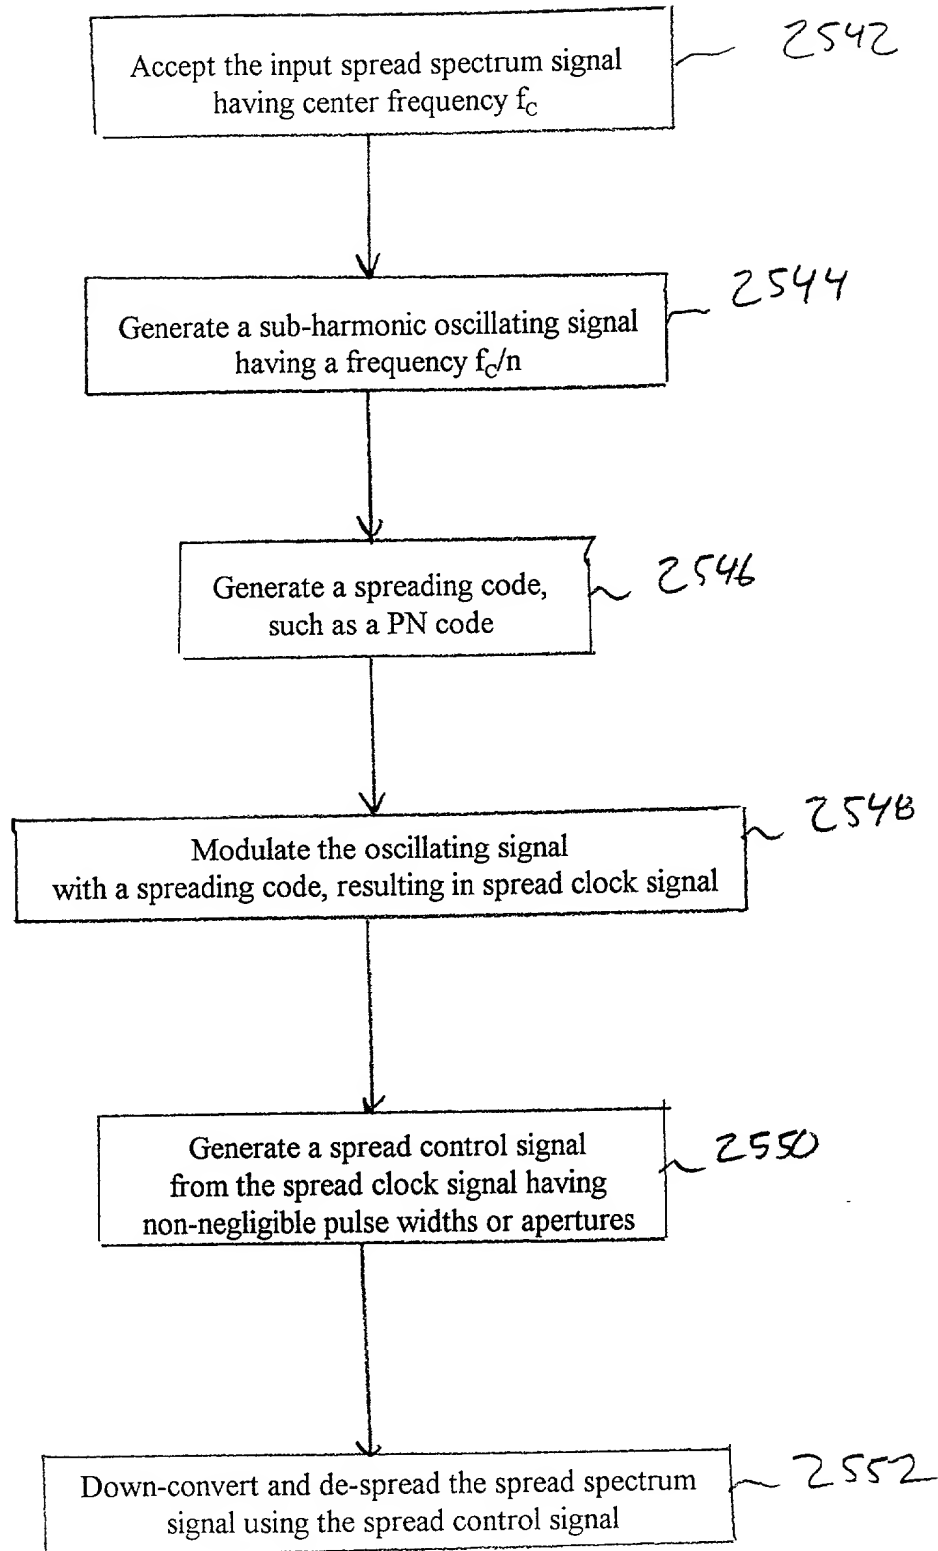 2542
Accept the input spread spectrum signal
having center frequency fC
2544
Generate a sub-harmonic oscillating signal
having a frequency fC/n
2546
Generate a spreading code,
such as a PN code
2548
Modulate the oscillating signal
with a spreading code, resulting in spread clock signal
2550
Generate a spread control signal
from the spread clock signal having
non-negligible pulse widths or apertures
2552
Down-convert and de-spread the spread spectrum
signal using the spread control signal